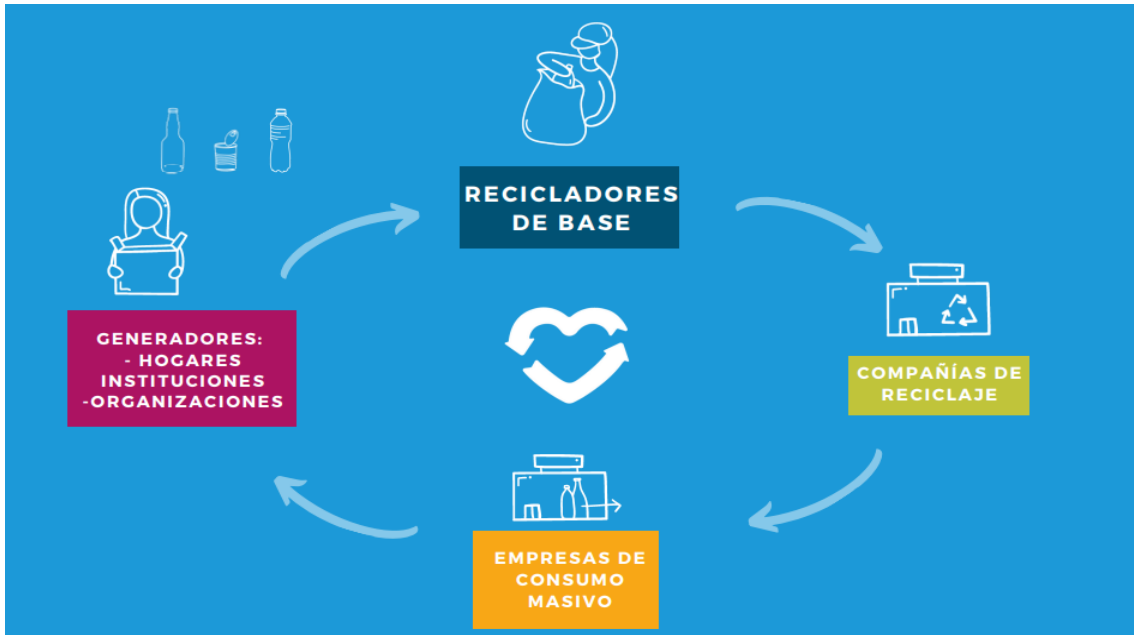 RECICLADORES
DE BASE
GENERADORES:
- HOGARES
INSTITUCIONES
-ORGANIZACIONES
COMPAÑÍAS DE
RECICLAJE
EMPRESAS DE
CONSUMO
MASIVO